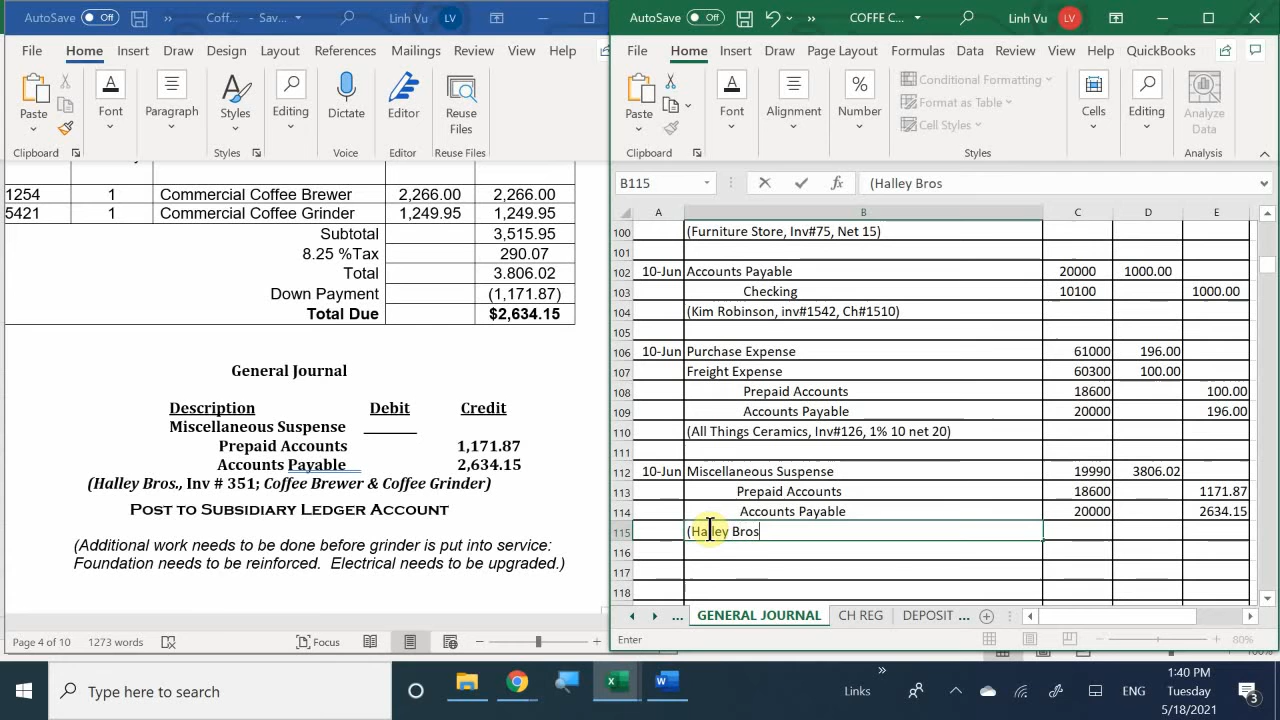 AutoSave Off Coff... - Sav... Linh Vu LV
File Home Insert Draw Design Layout References Mailings Review View Help
Paste Font Paragraph Styles Editing Dictate Editor Reuse Files
Clipboard Styles Voice Editor Reuse Files
1254 1 Commercial Coffee Brewer 2,266.00 2,266.00
5421 1 Commercial Coffee Grinder 1,249.95 1,249.95
Subtotal 3,515.95
8.25 %Tax 290.07
Total 3.806.02
Down Payment (1,171.87)
Total Due $2,634.15
General Journal
Description Debit Credit
Miscellaneous Suspense
Prepaid Accounts 1,171.87
Accounts Payable 2,634.15
(Halley Bros., Inv # 351; Coffee Brewer & Coffee Grinder)
Post to Subsidiary Ledger Account
(Additional work needs to be done before grinder is put into service:
Foundation needs to be reinforced. Electrical needs to be upgraded.)
Page 4 of 10 1273 words Focus
AutoSave Off COFFE C... Linh Vu LV
File Home Insert Draw Page Layout Formulas Data Review View Help QuickBooks
Paste Font Alignment Number Conditional Formatting Format as Table Cell Styles Cells Editing Analyze Data
Clipboard Styles Analysis
B115 fx (Halley Bros
A B C D E
100 (Furniture Store, Inv#75, Net 15)
101
102 10-Jun Accounts Payable 20000 1000.00
103 Checking 10100 1000.00
104 (Kim Robinson, inv#1542, Ch#1510)
105
106 10-Jun Purchase Expense 61000 196.00
107 Freight Expense 60300 100.00
108 Prepaid Accounts 18600 100.00
109 Accounts Payable 20000 196.00
110 (All Things Ceramics, Inv#126, 1% 10 net 20)
111
112 10-Jun Miscellaneous Suspense 19990 3806.02
113 Prepaid Accounts 18600 1171.87
114 Accounts Payable 20000 2634.15
115 (Halley Bros
116
117
118
... GENERAL JOURNAL CH REG DEPOSIT ...
Enter 80%
Type here to search Links ENG 1:40 PM
Tuesday
5/18/2021
3